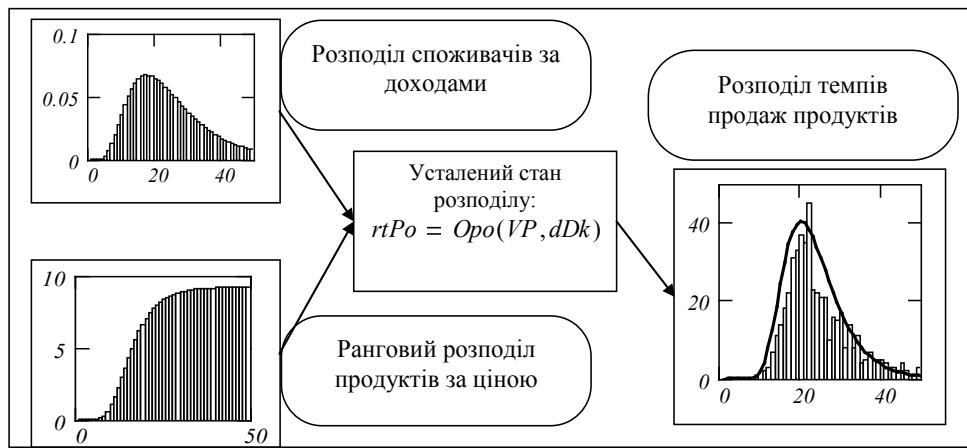 0.1
0.05
0
0 20 40
Розподіл споживачів за
доходами
Розподіл темпів
продаж продуктів
Усталений стан
розподілу:
rtPo = Opo(VP,dDk)
10
5
0
0 50
Ранговий розподіл
продуктів за ціною
40
20
0
20 40